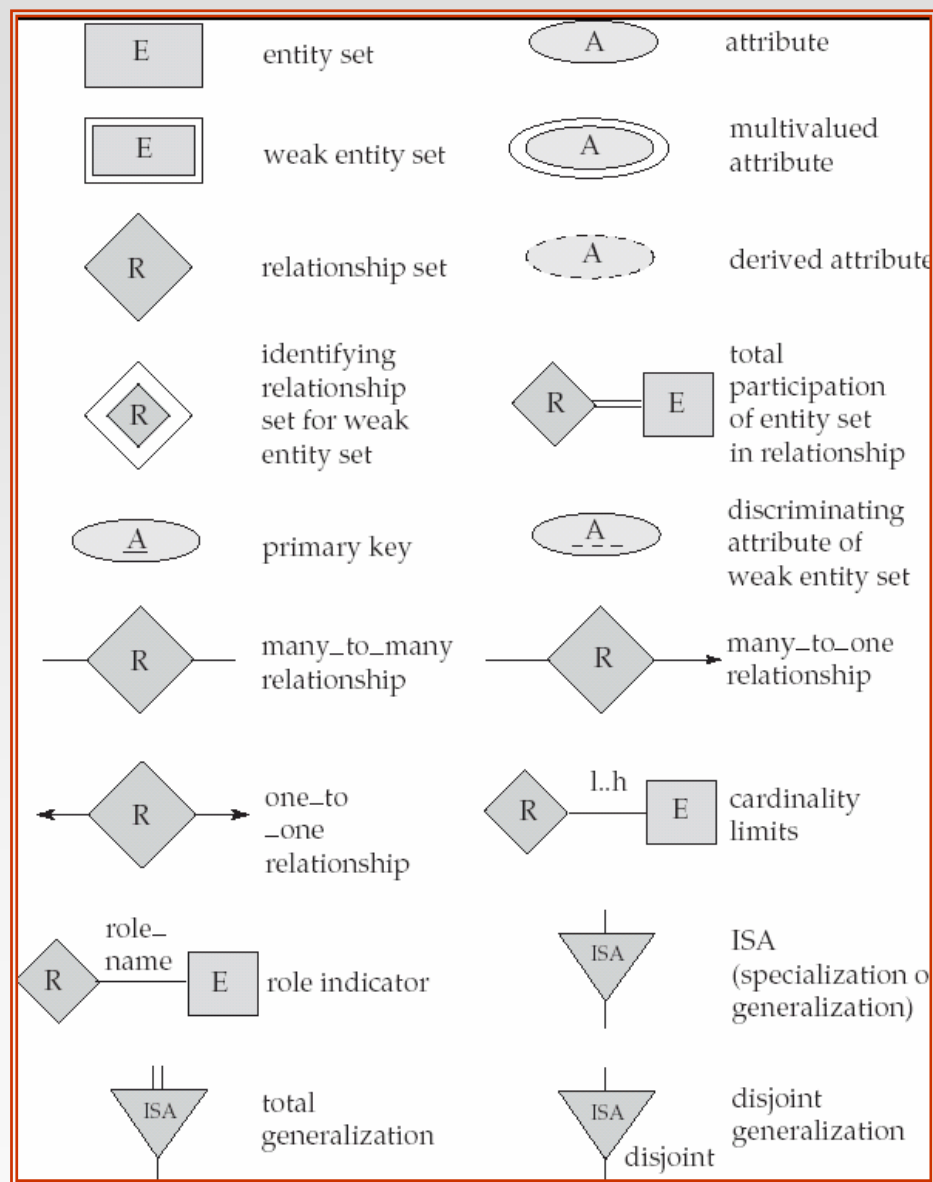 E
entity set
A
attribute
E
weak entity set
A
multivalued
attribute
R
relationship set
A
derived attribute
R
identifying
relationship
set for weak
entity set
R
E
total
participation
of entity set
in relationship
A
primary key
A
discriminating
attribute of
weak entity set
R
many_to_many
relationship
R
many_to_one
relationship
R
one_to
_one
relationship
R
l..h
E
cardinality
limits
R
role_
name
E
role indicator
ISA
ISA
(specialization o
generalization)
ISA
total
generalization
ISA
disjoint
disjoint
generalization